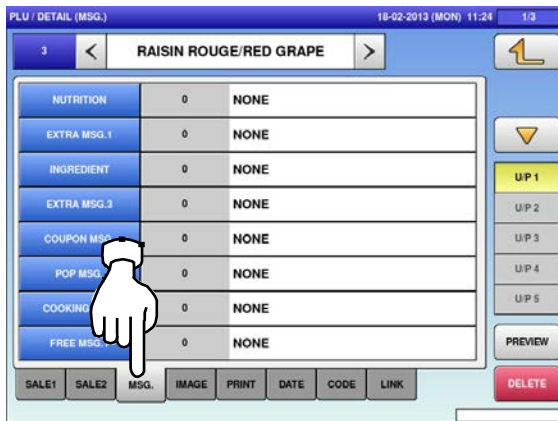 PLU / DETAIL (MSG.) 18-02-2013 (MON) 11:24 1/3
3 < RAISIN ROUGE/RED GRAPE >
NUTRITION 0 NONE
EXTRA MSG.1 0 NONE
INGREDIENT 0 NONE
EXTRA MSG.3 0 NONE
COUPON MSG. 0 NONE
POP MSG. 0 NONE
COOKING 0 NONE
FREE MSG. 0 NONE
U/P 1
U/P 2
U/P 3
U/P 4
U/P 5
PREVIEW
SALE1 SALE2 MSG. IMAGE PRINT DATE CODE LINK DELETE